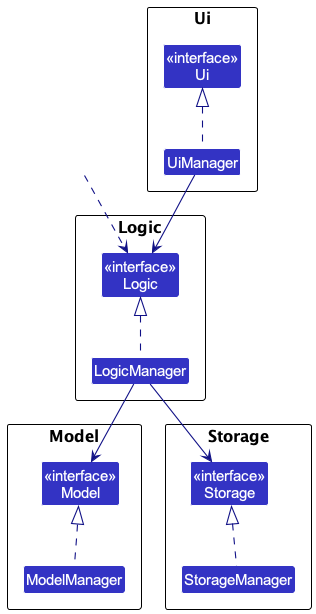 Ui
«interface»
Ui
UiManager
Logic
«interface»
Logic
LogicManager
Model
«interface»
Model
ModelManager
Storage
«interface»
Storage
StorageManager